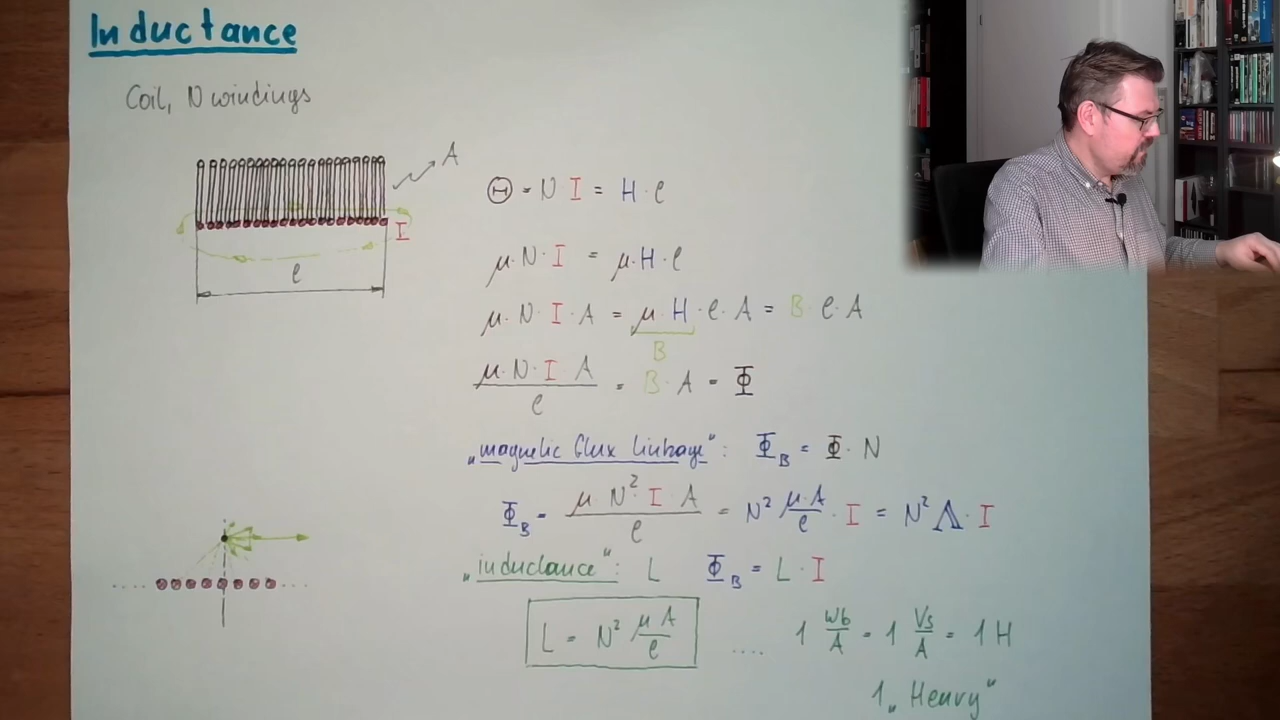 Inductance
Coil, N windings
A
I
l
Θ = N I = H · l
μ · N · I = μ · H · l
μ · N · I · A = μ · H · l · A = B · l · A
B
μ · N · I · A / l = B · A = Φ
„magnetic flux linkage": Φ_B = Φ · N
Φ_B = μ N² I A / l = N² μ · A / l · I = N² Λ · I
„inductance": L Φ_B = L · I
L = N² μ A / l .... 1 Wb/A = 1 Vs/A = 1 H
1 „Henry"